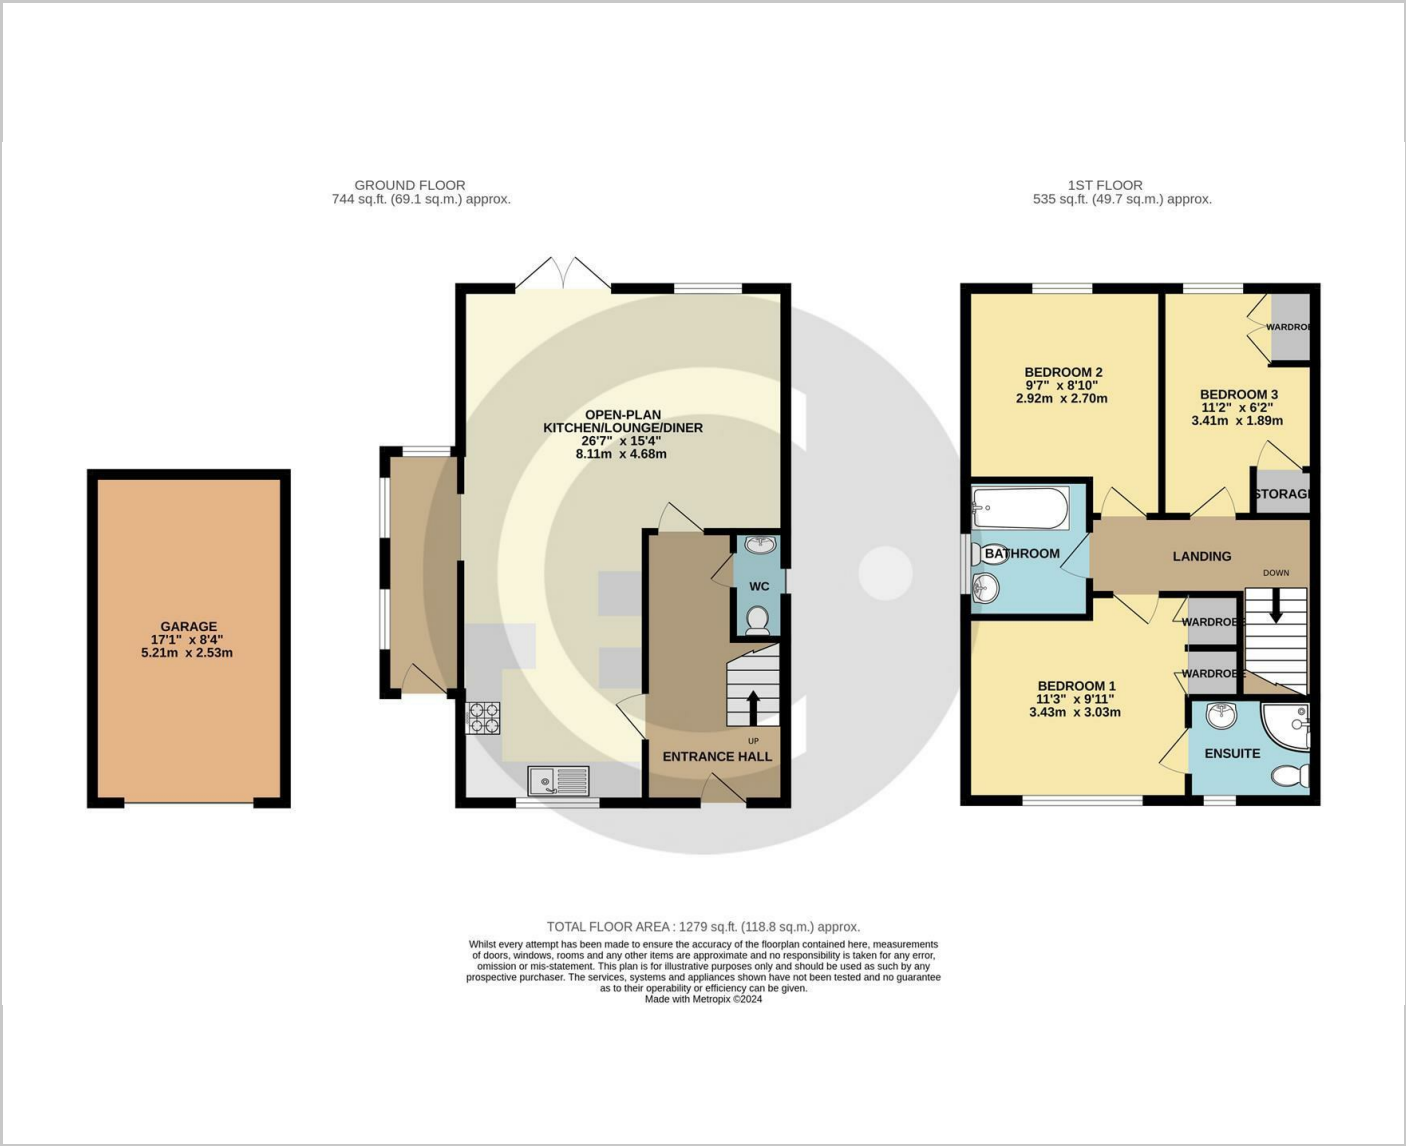 GROUND FLOOR
744 sq.ft. (69.1 sq.m.) approx.
1ST FLOOR
535 sq.ft. (49.7 sq.m.) approx.
OPEN-PLAN
KITCHEN/LOUNGE/DINER
26'7" x 15'4"
8.11m x 4.68m
GARAGE
17'1" x 8'4"
5.21m x 2.53m
WC
UP
ENTRANCE HALL
BEDROOM 2
9'7" x 8'10"
2.92m x 2.70m
WARDROB
BEDROOM 3
11'2" x 6'2"
3.41m x 1.89m
STORAGE
BATHROOM
LANDING
DOWN
WARDROBE
WARDROBE
BEDROOM 1
11'3" x 9'11"
3.43m x 3.03m
ENSUITE
TOTAL FLOOR AREA : 1279 sq.ft. (118.8 sq.m.) approx.
Whilst every attempt has been made to ensure the accuracy of the floorplan contained here, measurements
of doors, windows, rooms and any other items are approximate and no responsibility is taken for any error,
omission or mis-statement. This plan is for illustrative purposes only and should be used as such by any
prospective purchaser. The services, systems and appliances shown have not been tested and no guarantee
as to their operability or efficiency can be given.
Made with Metropix ©2024